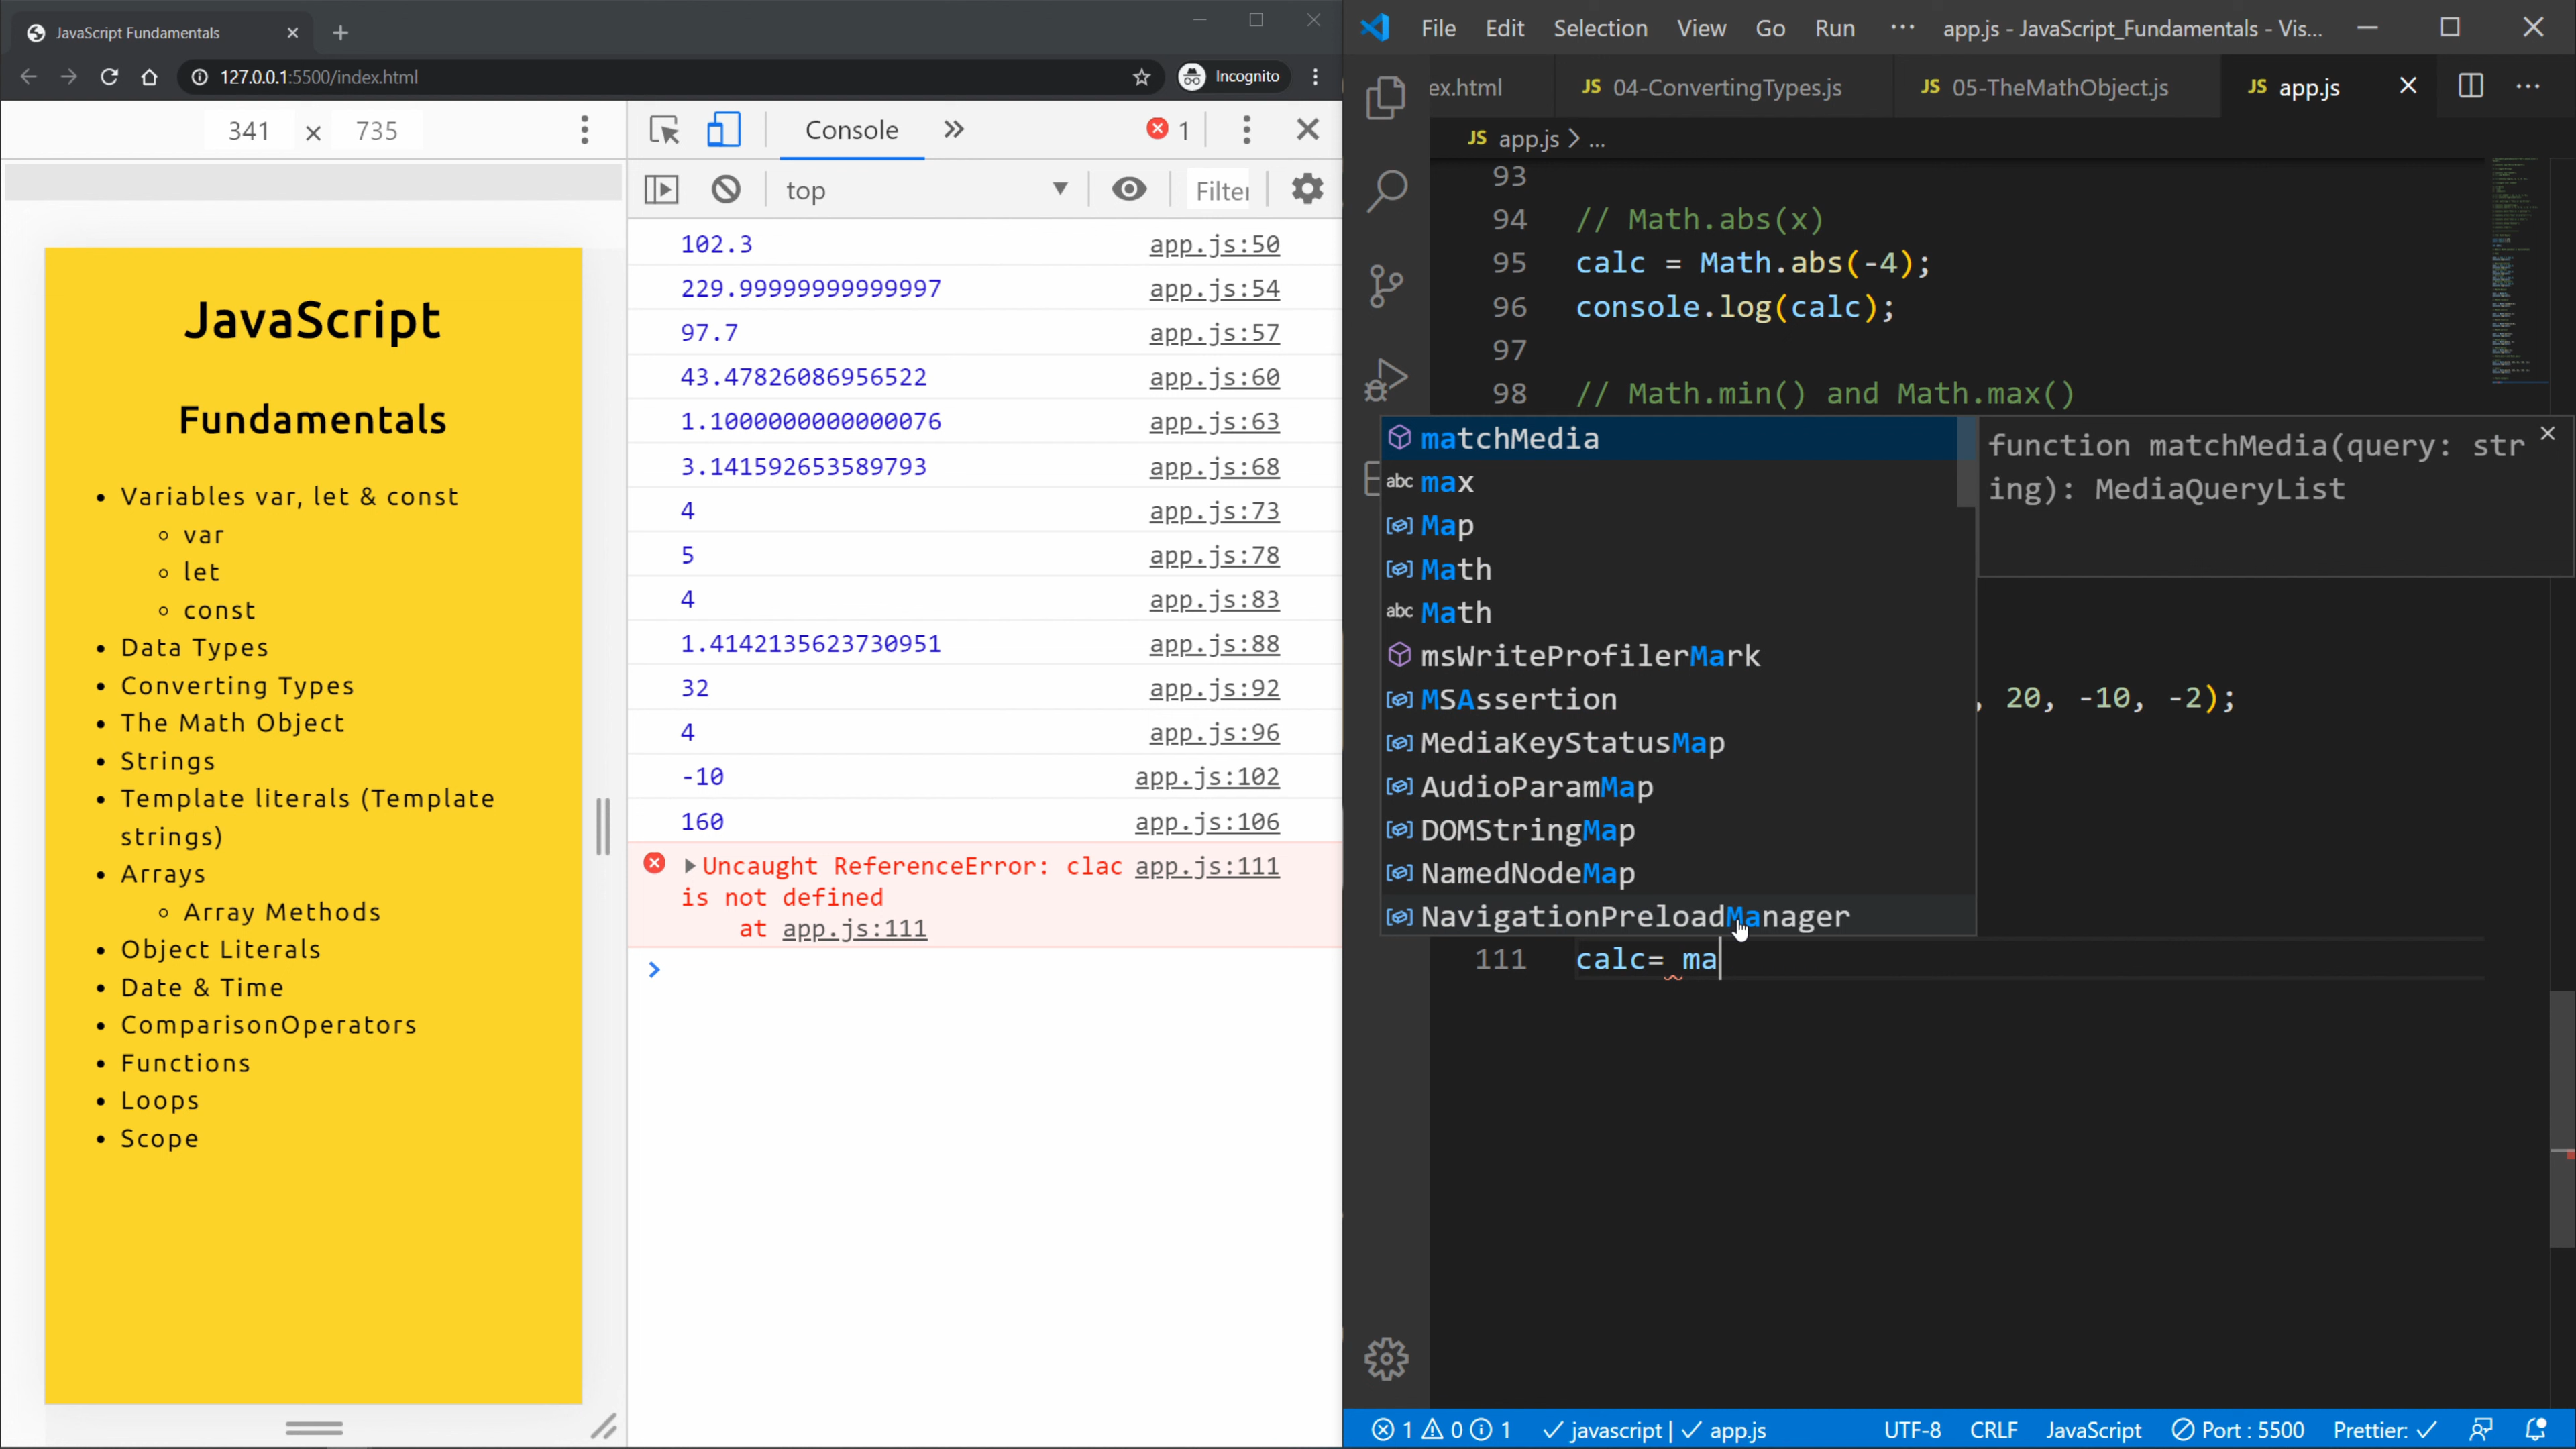 JavaScript Fundamentals
127.0.0.1:5500/index.html
Incognito
341 × 735
JavaScript
Fundamentals
Variables var, let & const
var
let
const
Data Types
Converting Types
The Math Object
Strings
Template literals (Template
strings)
Arrays
Array Methods
Object Literals
Date & Time
ComparisonOperators
Functions
Loops
Scope
Console
1
top
Filter
102.3 app.js:50
229.99999999999997 app.js:54
97.7 app.js:57
43.47826086956522 app.js:60
1.1000000000000076 app.js:63
3.141592653589793 app.js:68
4 app.js:73
5 app.js:78
4 app.js:83
1.4142135623730951 app.js:88
32 app.js:92
4 app.js:96
-10 app.js:102
160 app.js:106
Uncaught ReferenceError: clac app.js:111
is not defined
at app.js:111
File Edit Selection View Go Run ··· app.js - JavaScript_Fundamentals - Vis...
ex.html JS 04-ConvertingTypes.js JS 05-TheMathObject.js JS app.js
JS app.js > ...
93
94 // Math.abs(x)
95 calc = Math.abs(-4);
96 console.log(calc);
97
98 // Math.min() and Math.max()
matchMedia
abc max
Map
Math
abc Math
msWriteProfilerMark
MSAssertion
MediaKeyStatusMap
AudioParamMap
DOMStringMap
NamedNodeMap
NavigationPreloadManager
function matchMedia(query: str
ing): MediaQueryList
, 20, -10, -2);
111 calc= ma
1 0 1 javascript | app.js UTF-8 CRLF JavaScript Port : 5500 Prettier: